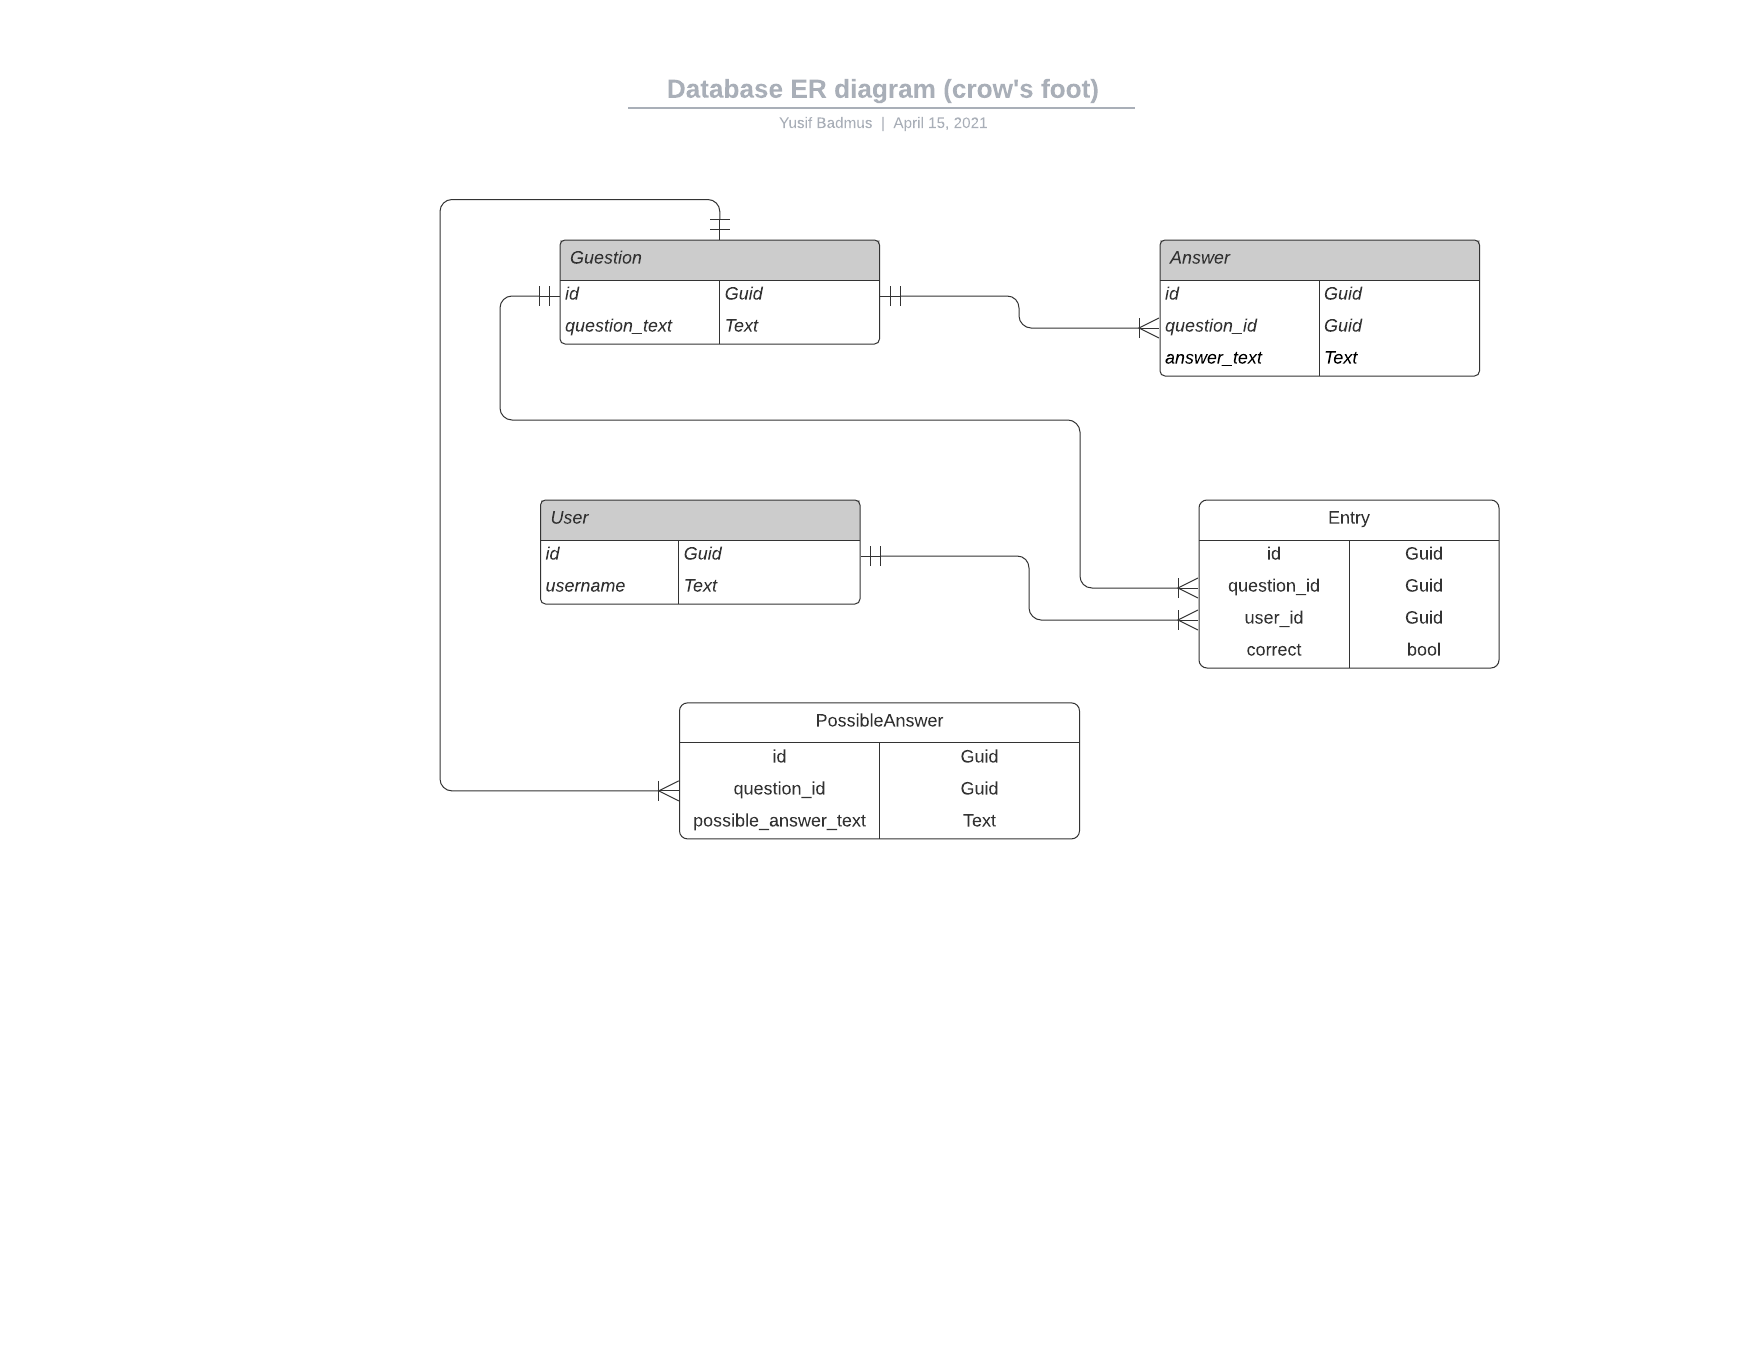 Database ER diagram (crow's foot)
Yusif Badmus | April 15, 2021
Guestion
id Guid
question_text Text
Answer
id Guid
question_id Guid
answer_text Text
User
id Guid
username Text
Entry
id Guid
question_id Guid
user_id Guid
correct bool
PossibleAnswer
id Guid
question_id Guid
possible_answer_text Text